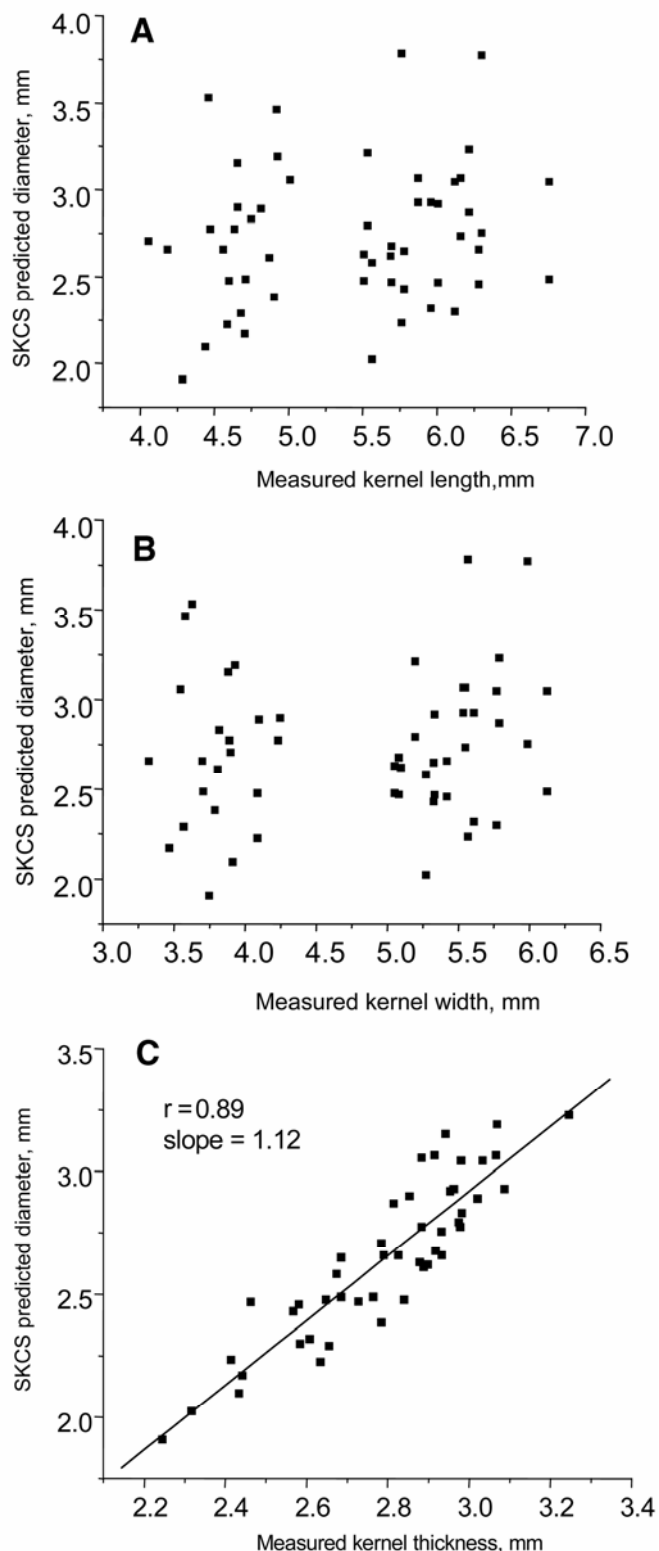 A
4.0
3.5
3.0
2.5
2.0
SKCS predicted diameter, mm
4.0 4.5 5.0 5.5 6.0 6.5 7.0
Measured kernel length,mm
B
4.0
3.5
3.0
2.5
2.0
SKCS predicted diameter, mm
3.0 3.5 4.0 4.5 5.0 5.5 6.0 6.5
Measured kernel width, mm
C
3.5
r = 0.89
slope = 1.12
3.0
2.5
2.0
SKCS predicted diameter, mm
2.2 2.4 2.6 2.8 3.0 3.2 3.4
Measured kernel thickness, mm